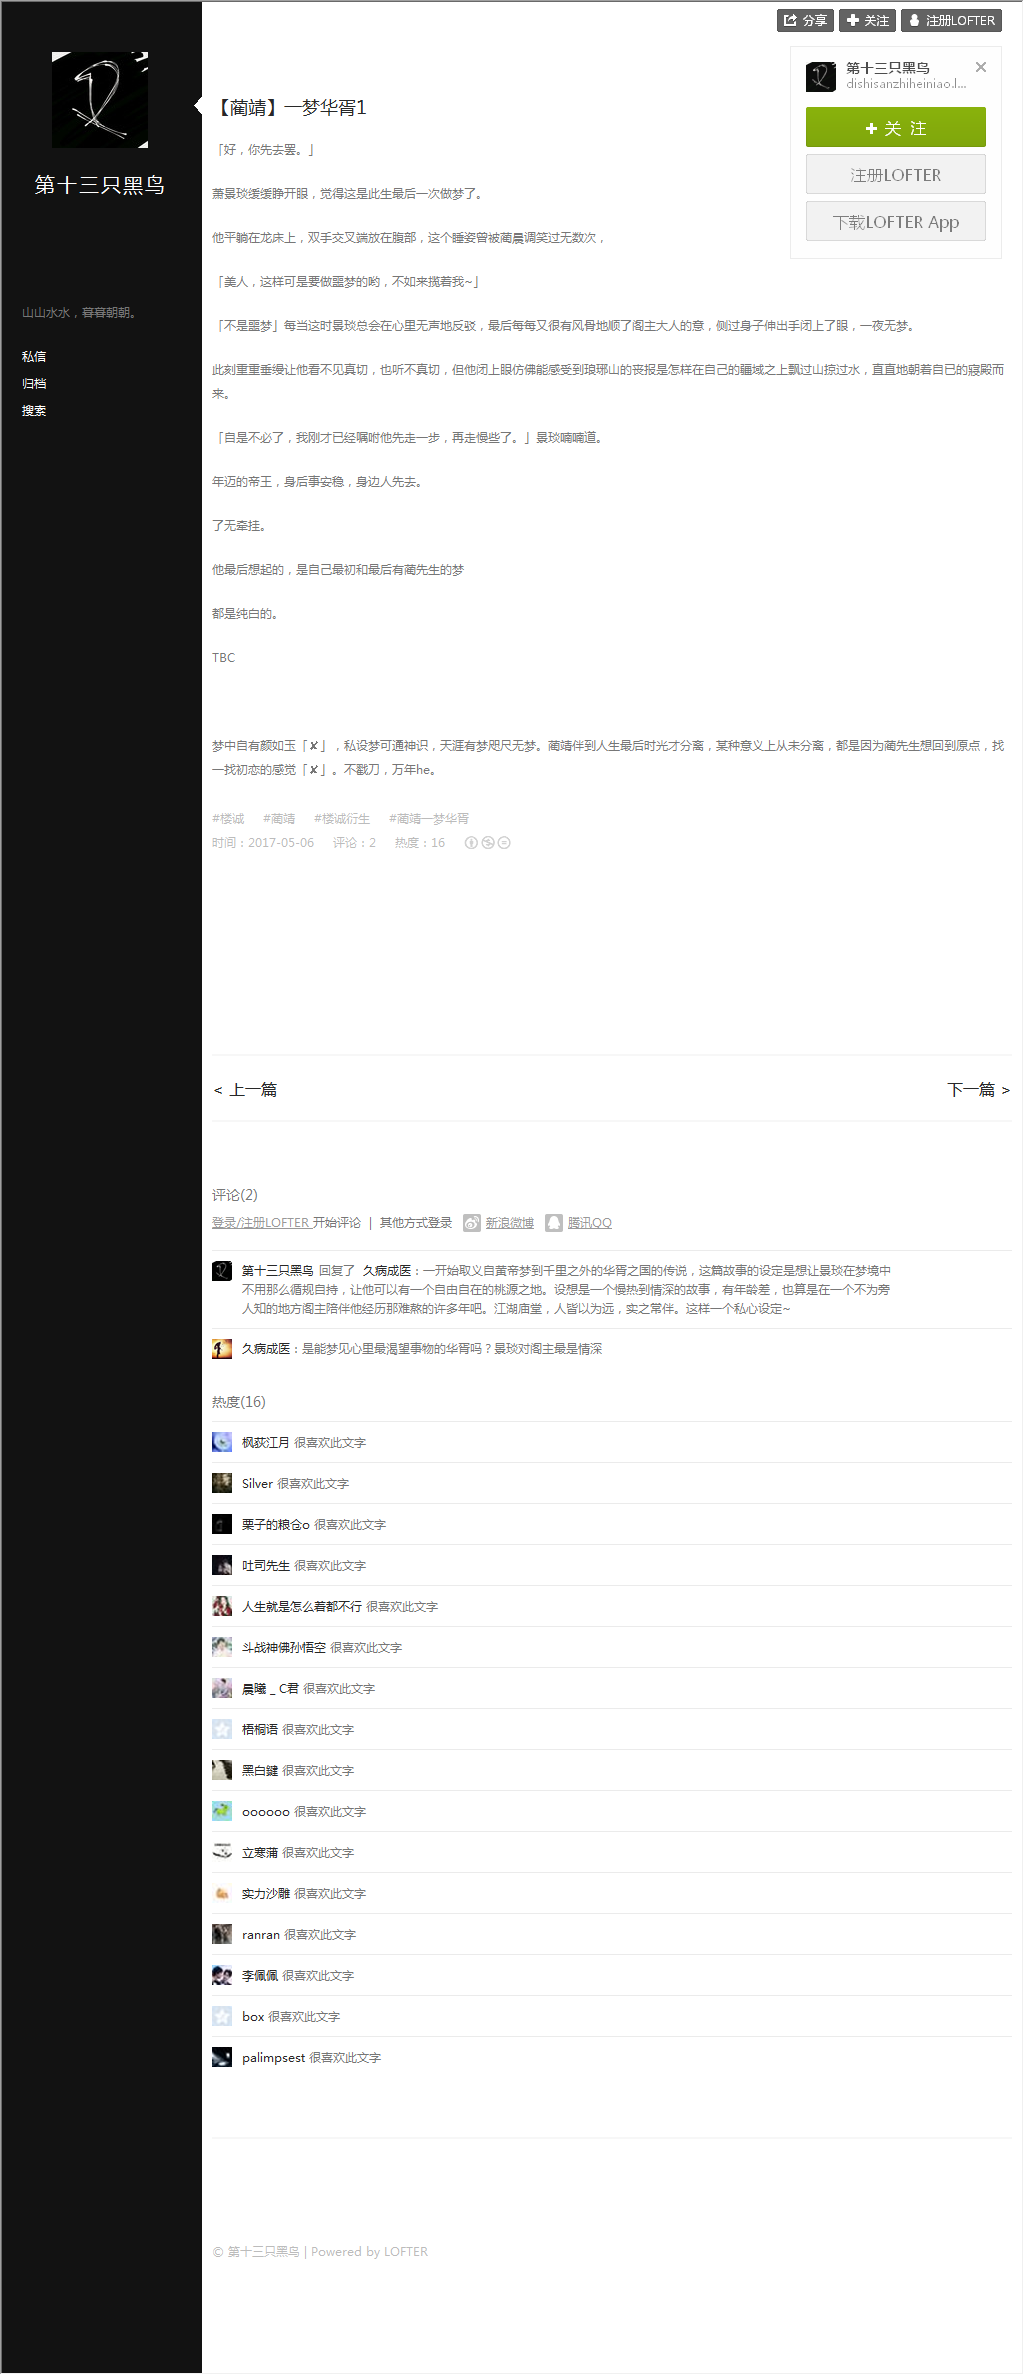 分享 关注 注册LOFTER
第十三只黑鸟
dishisanzhiheiniao.l...
关 注
注册LOFTER
下载LOFTER App
第十三只黑鸟
山山水水，暮暮朝朝。
私信
归档
搜索
【蔺靖】一梦华胥1
「好，你先去罢。」
萧景琰缓缓睁开眼，觉得这是此生最后一次做梦了。
他平躺在龙床上，双手交叉端放在腹部，这个睡姿曾被蔺晨调笑过无数次，
「美人，这样可是要做噩梦的哟，不如来揽着我~」
「不是噩梦」每当这时景琰总会在心里无声地反驳，最后每每又很有风骨地顺了阁主大人的意，侧过身子伸出手闭上了眼，一夜无梦。
此刻重重垂缦让他看不见真切，也听不真切，但他闭上眼仿佛能感受到琅琊山的丧报是怎样在自己的疆域之上飘过山掠过水，直直地朝着自已的寝殿而
来。
「自是不必了，我刚才已经嘱咐他先走一步，再走慢些了。」景琰喃喃道。
年迈的帝王，身后事安稳，身边人先去。
了无牵挂。
他最后想起的，是自己最初和最后有蔺先生的梦
都是纯白的。
TBC
梦中自有颜如玉「✘」，私设梦可通神识，天涯有梦咫尺无梦。蔺靖伴到人生最后时光才分离，某种意义上从未分离，都是因为蔺先生想回到原点，找
一找初恋的感觉「✘」。不戳刀，万年he。
#楼诚 #蔺靖 #楼诚衍生 #蔺靖一梦华胥
时间：2017-05-06 评论：2 热度：16
< 上一篇 下一篇 >
评论(2)
登录/注册LOFTER 开始评论 | 其他方式登录 新浪微博 腾讯QQ
第十三只黑鸟 回复了 久病成医：一开始取义自黄帝梦到千里之外的华胥之国的传说，这篇故事的设定是想让景琰在梦境中
不用那么循规自持，让他可以有一个自由自在的桃源之地。设想是一个慢热到情深的故事，有年龄差，也算是在一个不为旁
人知的地方阁主陪伴他经历那难熬的许多年吧。江湖庙堂，人皆以为远，实之常伴。这样一个私心设定~
久病成医：是能梦见心里最渴望事物的华胥吗？景琰对阁主最是情深
热度(16)
枫荻江月 很喜欢此文字
Silver 很喜欢此文字
栗子的粮仓o 很喜欢此文字
吐司先生 很喜欢此文字
人生就是怎么着都不行 很喜欢此文字
斗战神佛孙悟空 很喜欢此文字
晨曦 _ C君 很喜欢此文字
梧桐语 很喜欢此文字
黑白鍵 很喜欢此文字
oooooo 很喜欢此文字
立寒蒲 很喜欢此文字
实力沙雕 很喜欢此文字
ranran 很喜欢此文字
李佩佩 很喜欢此文字
box 很喜欢此文字
palimpsest 很喜欢此文字
© 第十三只黑鸟 | Powered by LOFTER